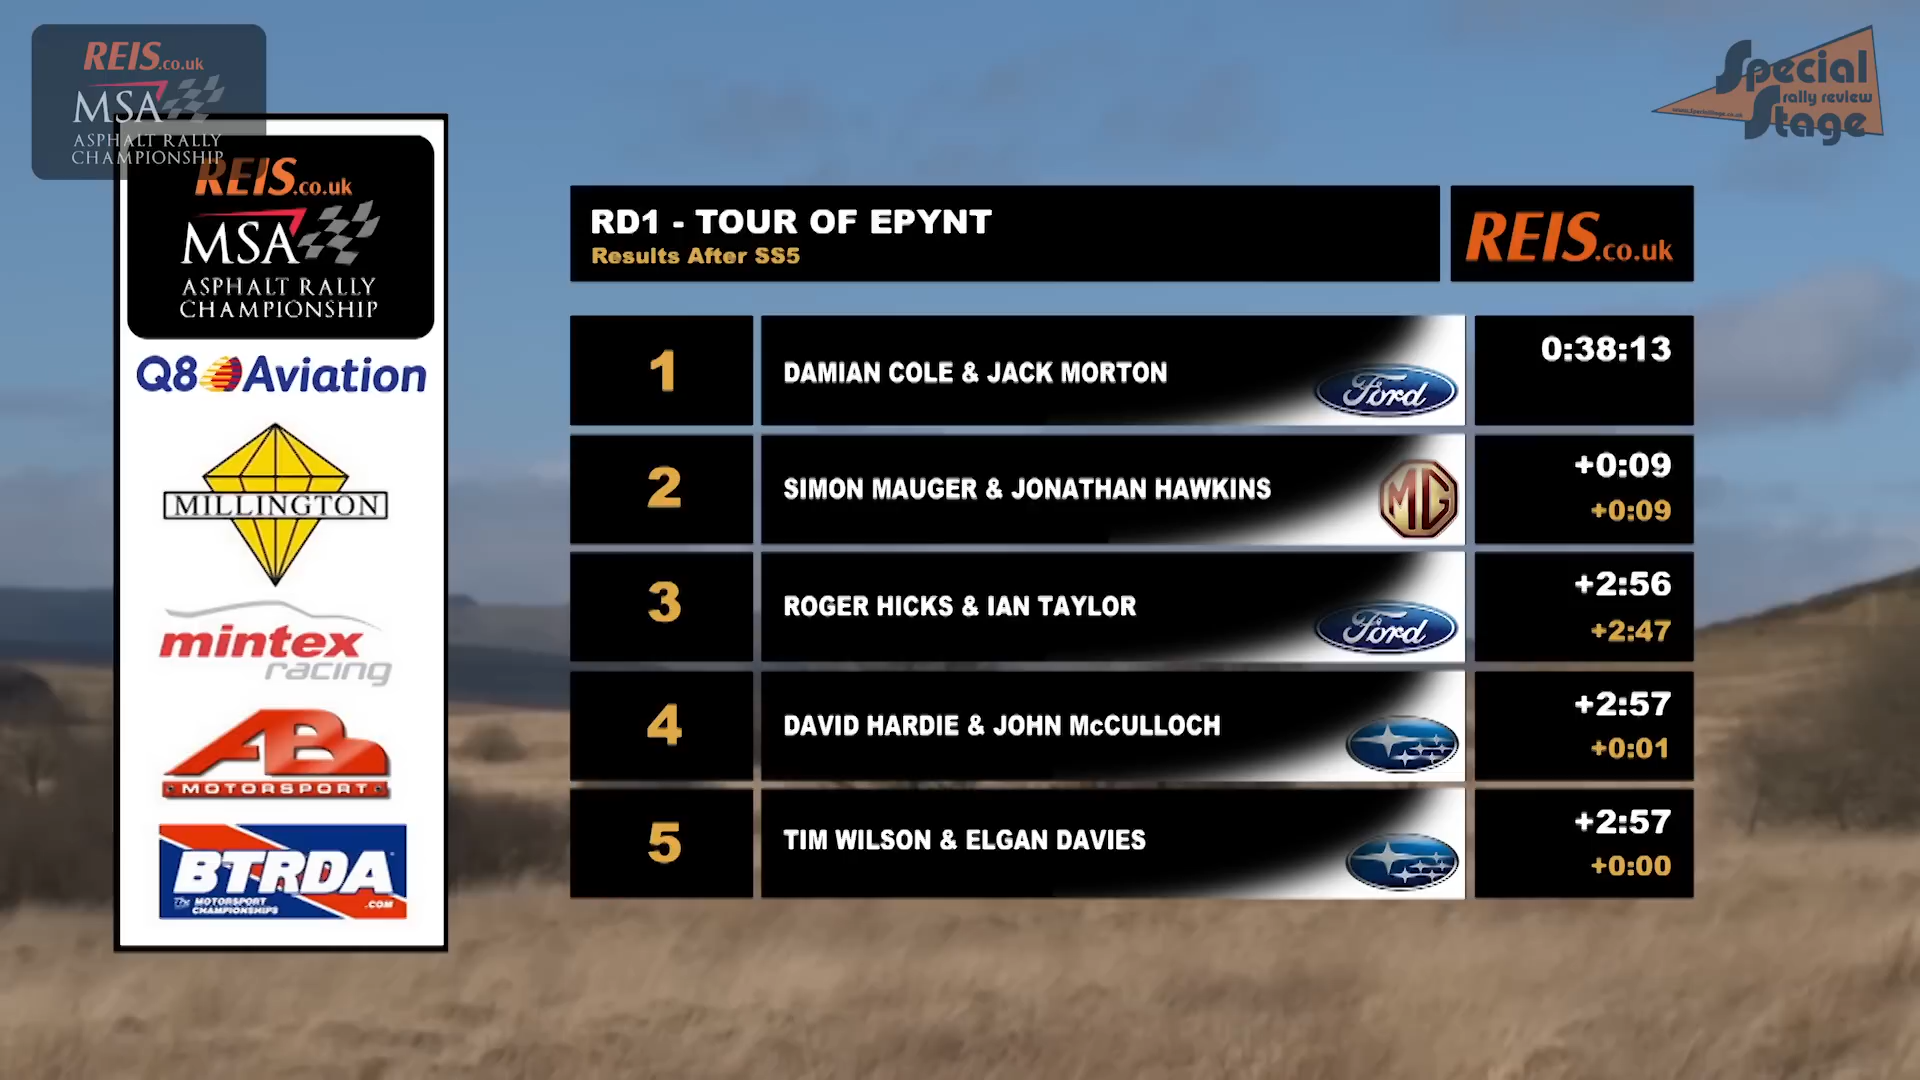 REIS.co.uk
MSA
ASPHALT RALLY
CHAMPIONSHIP
Special
rally review
Stage
REIS.co.uk
MSA
ASPHALT RALLY
CHAMPIONSHIP
Q8 Aviation
MILLINGTON
mintex
racing
AB
MOTORSPORT
BTRDA
The MOTORSPORT
CHAMPIONSHIPS
.COM
RD1 - TOUR OF EPYNT
Results After SS5
REIS.co.uk
1 DAMIAN COLE & JACK MORTON Ford 0:38:13
2 SIMON MAUGER & JONATHAN HAWKINS MG +0:09
+0:09
3 ROGER HICKS & IAN TAYLOR Ford +2:56
+2:47
4 DAVID HARDIE & JOHN McCULLOCH +2:57
+0:01
5 TIM WILSON & ELGAN DAVIES +2:57
+0:00